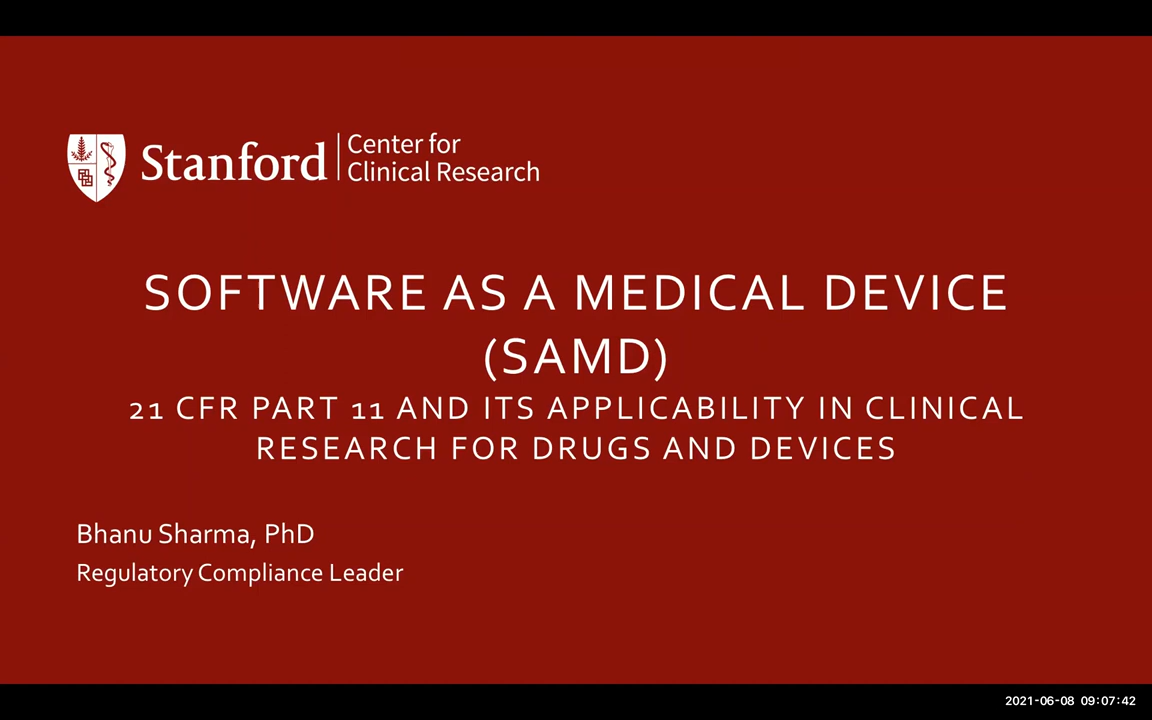 Stanford
Center for
Clinical Research
SOFTWARE AS A MEDICAL DEVICE
(SAMD)
21 CFR PART 11 AND ITS APPLICABILITY IN CLINICAL
RESEARCH FOR DRUGS AND DEVICES
Bhanu Sharma, PhD
Regulatory Compliance Leader
2021-06-08 09:07:42